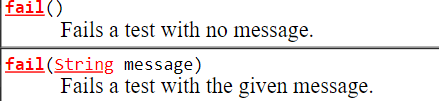 fail()
Fails a test with no message.
fail(String message)
Fails a test with the given message.